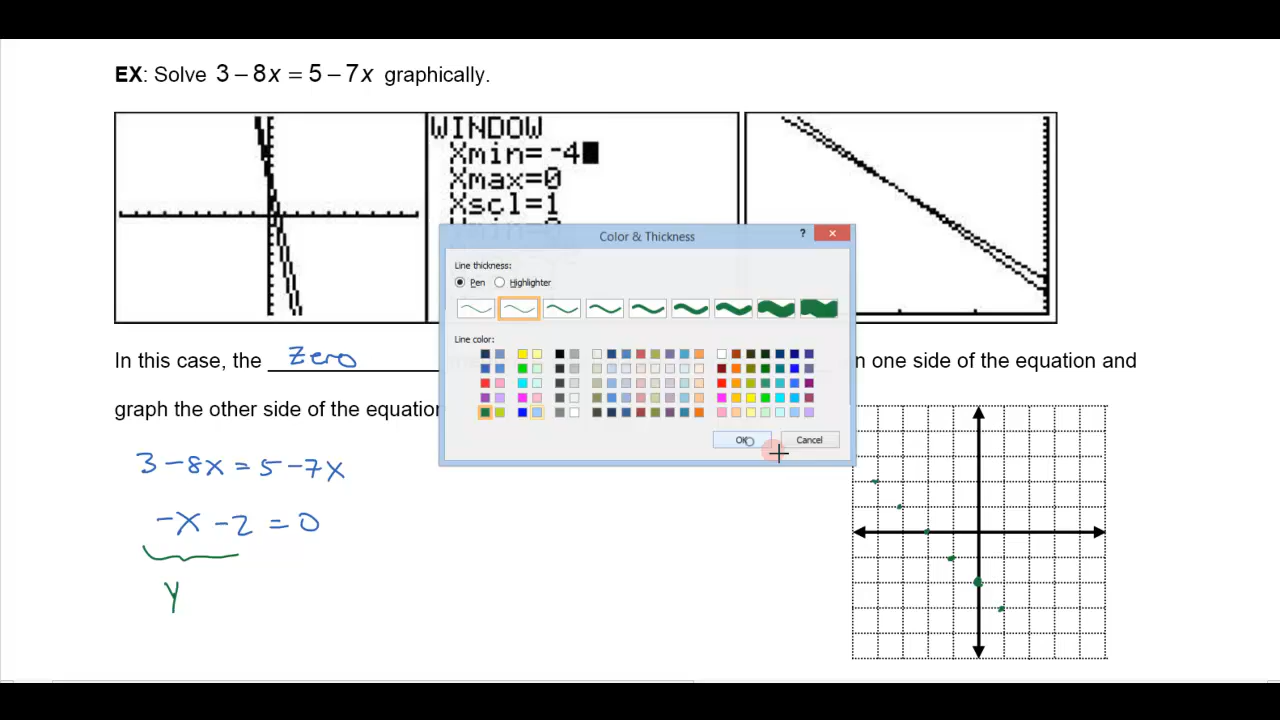 EX: Solve 3 – 8x = 5 – 7x graphically.
WINDOW
Xmin=-4
Xmax=0
Xscl=1
Color & Thickness
?
Line thickness:
Pen Highlighter
Line color:
OK Cancel
In this case, the zero
n one side of the equation and
graph the other side of the equation
3 - 8x = 5 - 7x
-x - 2 = 0
y